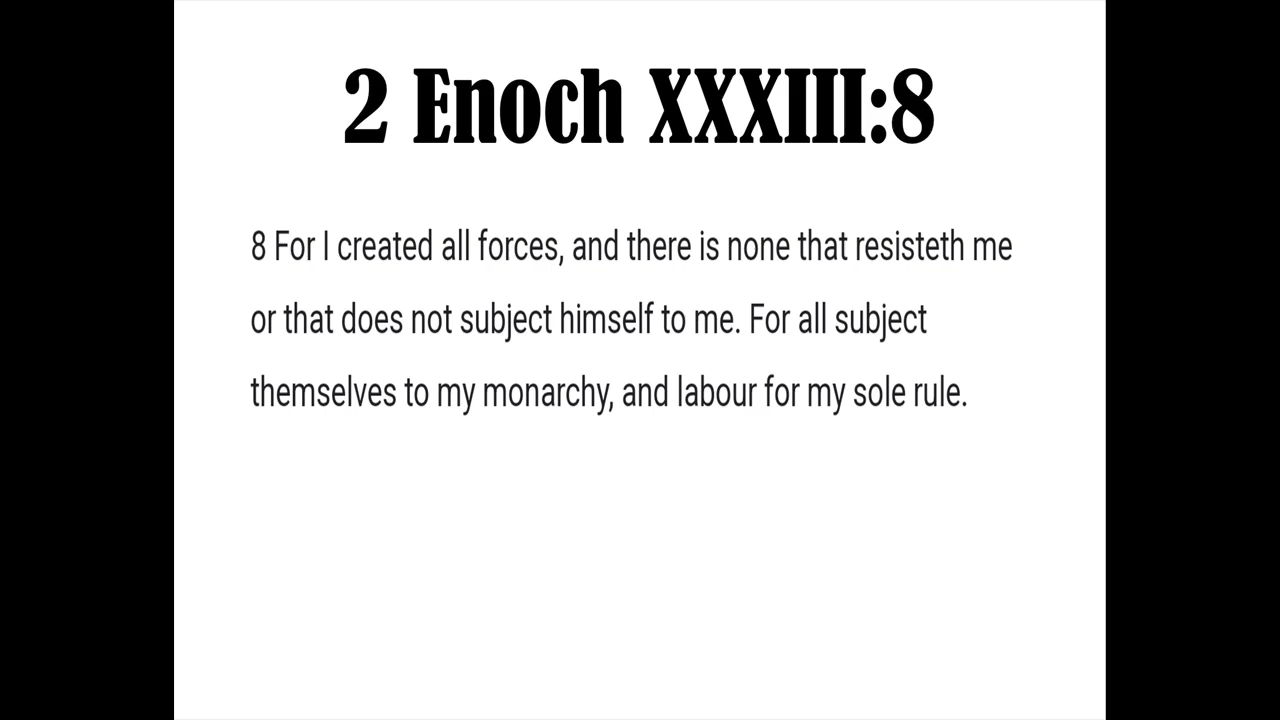 2 Enoch XXXIII:8
8 For I created all forces, and there is none that resisteth me
or that does not subject himself to me. For all subject
themselves to my monarchy, and labour for my sole rule.